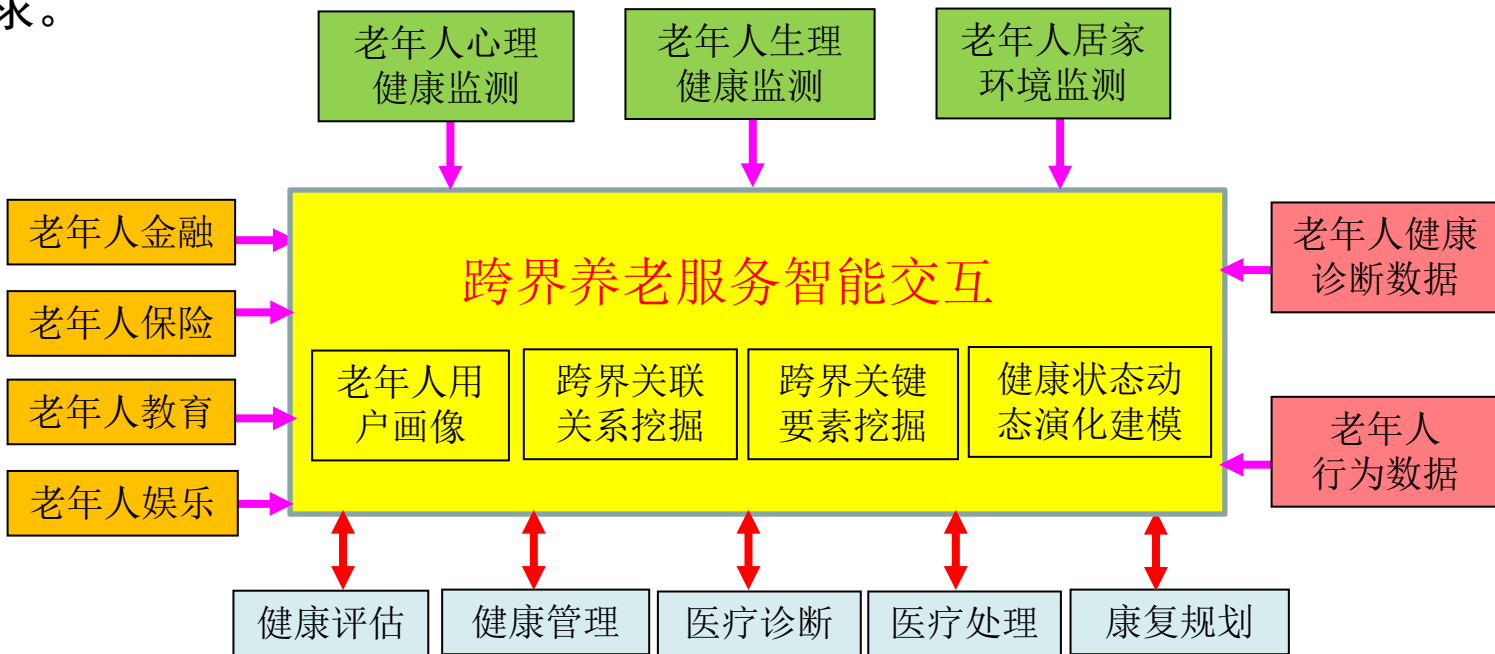 求。
老年人心理
健康监测
老年人生理
健康监测
老年人居家
环境监测
老年人金融
老年人保险
老年人教育
老年人娱乐
跨界养老服务智能交互
老年人用
户画像
跨界关联
关系挖掘
跨界关键
要素挖掘
健康状态动
态演化建模
老年人健康
诊断数据
老年人
行为数据
健康评估
健康管理
医疗诊断
医疗处理
康复规划